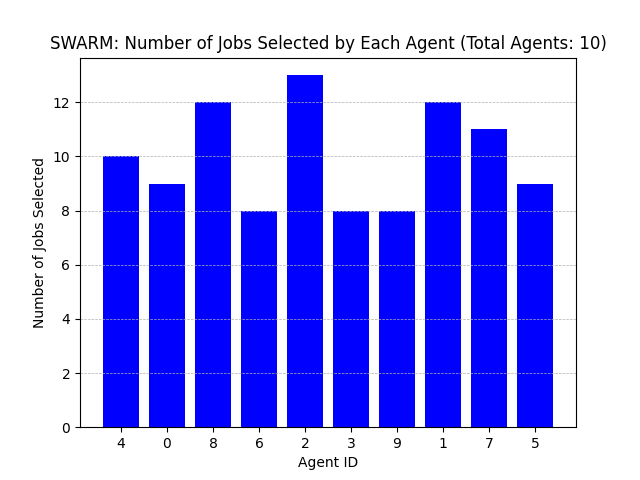 SWARM: Number of Jobs Selected by Each Agent (Total Agents: 10)
12
10
8
6
4
2
0
Number of Jobs Selected
4 0 8 6 2 3 9 1 7 5
Agent ID